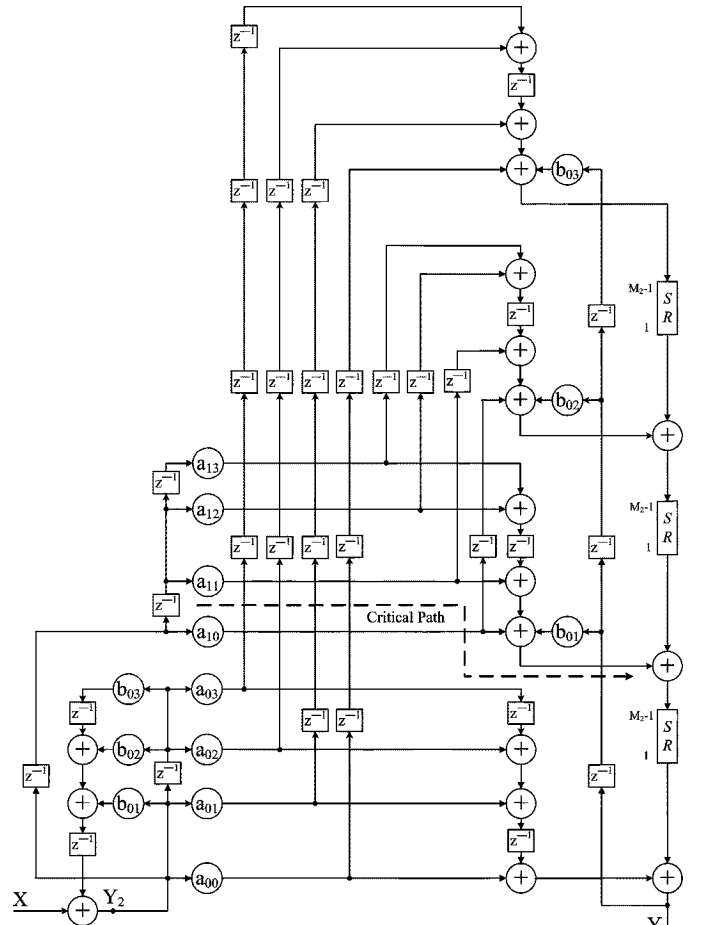 z⁻¹
+
z⁻¹
+
+ b₀₃
z⁻¹ z⁻¹ z⁻¹
+
M₂-1 S R 1
z⁻¹ z⁻¹
+
z⁻¹ z⁻¹ z⁻¹ z⁻¹ z⁻¹ z⁻¹ z⁻¹
+ b₀₂
+
z⁻¹ a₁₃
a₁₂ +
M₂-1 S R 1
z⁻¹ z⁻¹ z⁻¹ z⁻¹ z⁻¹ z⁻¹ z⁻¹
a₁₁ +
z⁻¹
Critical Path
a₁₀ + b₀₁
+
b₀₃ a₀₃
z⁻¹ z⁻¹ z⁻¹ z⁻¹
M₂-1 S R 1
+ b₀₂ a₀₂ +
z⁻¹ z⁻¹ z⁻¹
+ b₀₁ a₀₁ +
z⁻¹ z⁻¹
a₀₀ + +
X + Y₂
Y